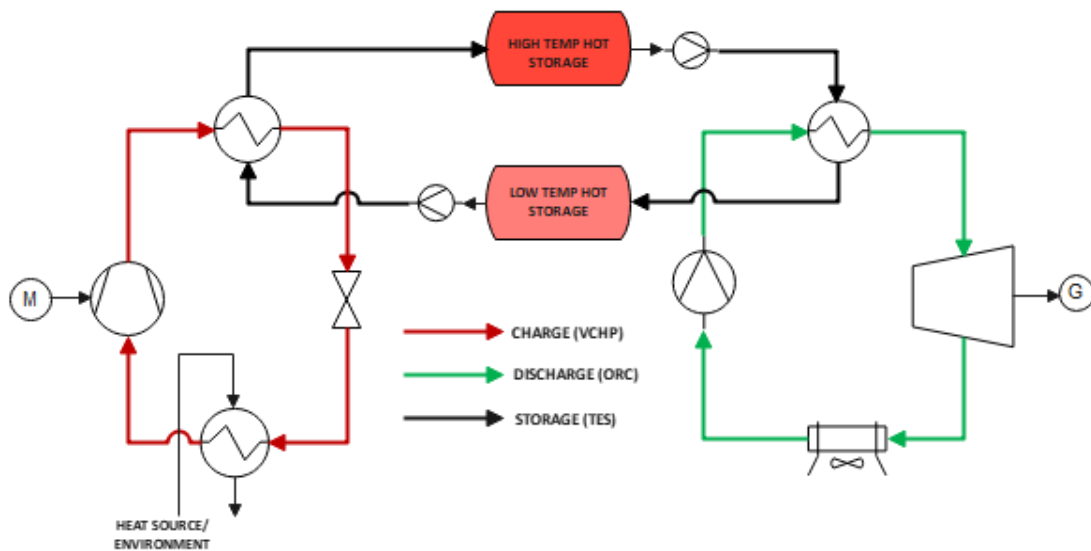 HIGH TEMP HOT
STORAGE
LOW TEMP HOT
STORAGE
M
G
CHARGE (VCHP)
DISCHARGE (ORC)
STORAGE (TES)
HEAT SOURCE/
ENVIRONMENT